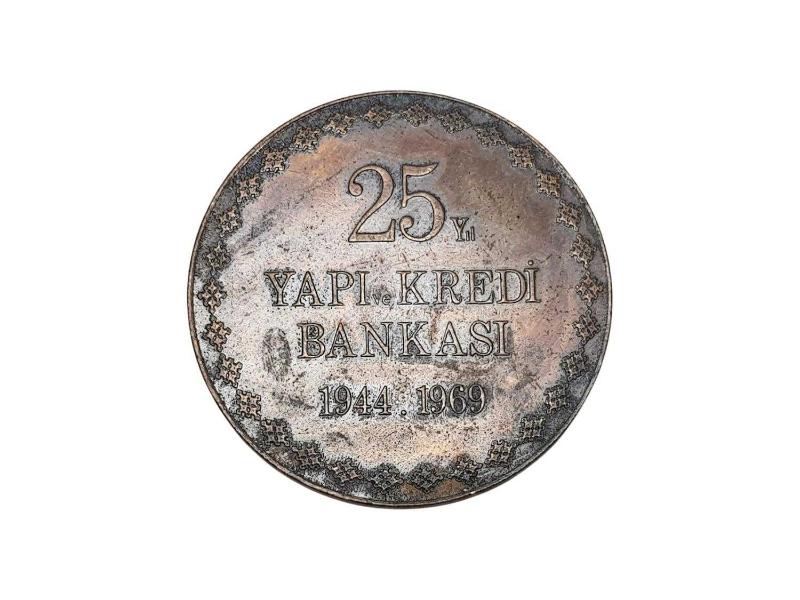 25 Yıl
YAPI ve KREDİ
BANKASI
1944.1969